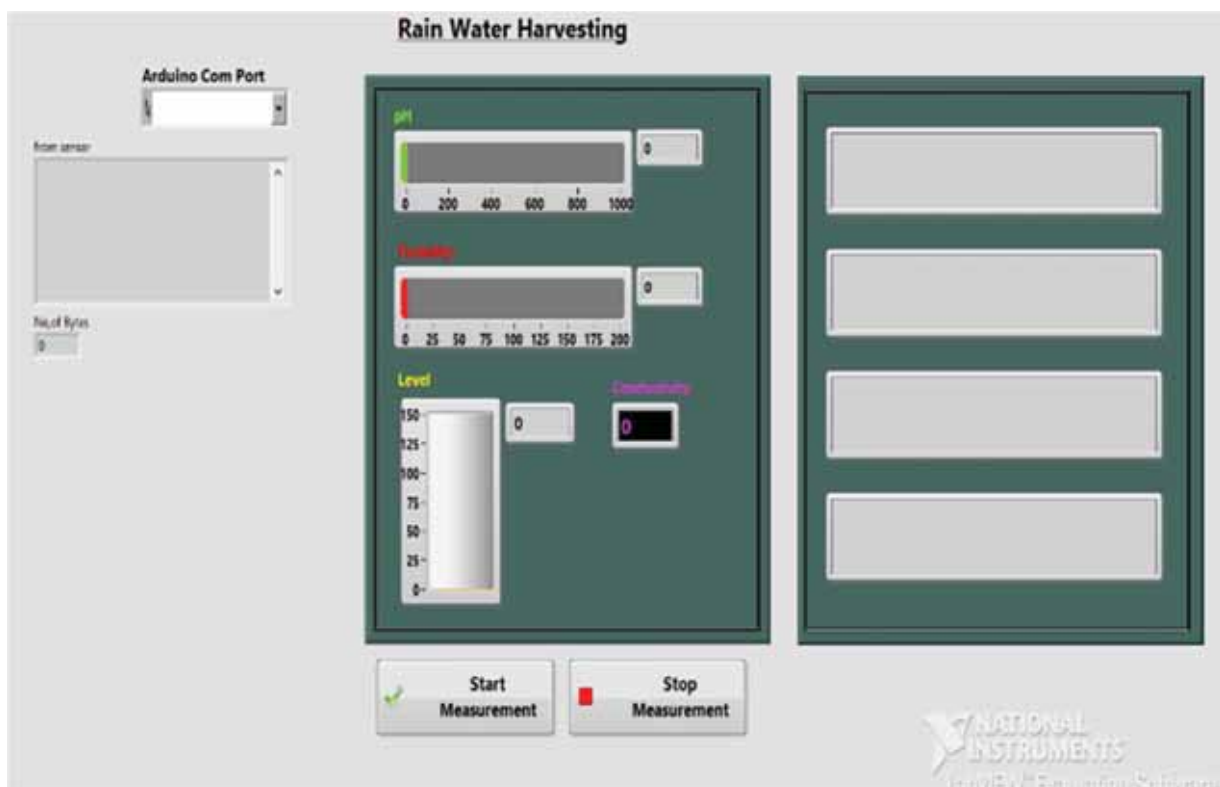 Rain Water Harvesting
Arduino Com Port
from sensor
No.of Bytes
0
pH
0
0 200 400 600 800 1000
Turbidity
0
0 25 50 75 100 125 150 175 200
Level
150
125
100
75
50
25
0
0
Conductivity
0
Start
Measurement
Stop
Measurement
NATIONAL
INSTRUMENTS